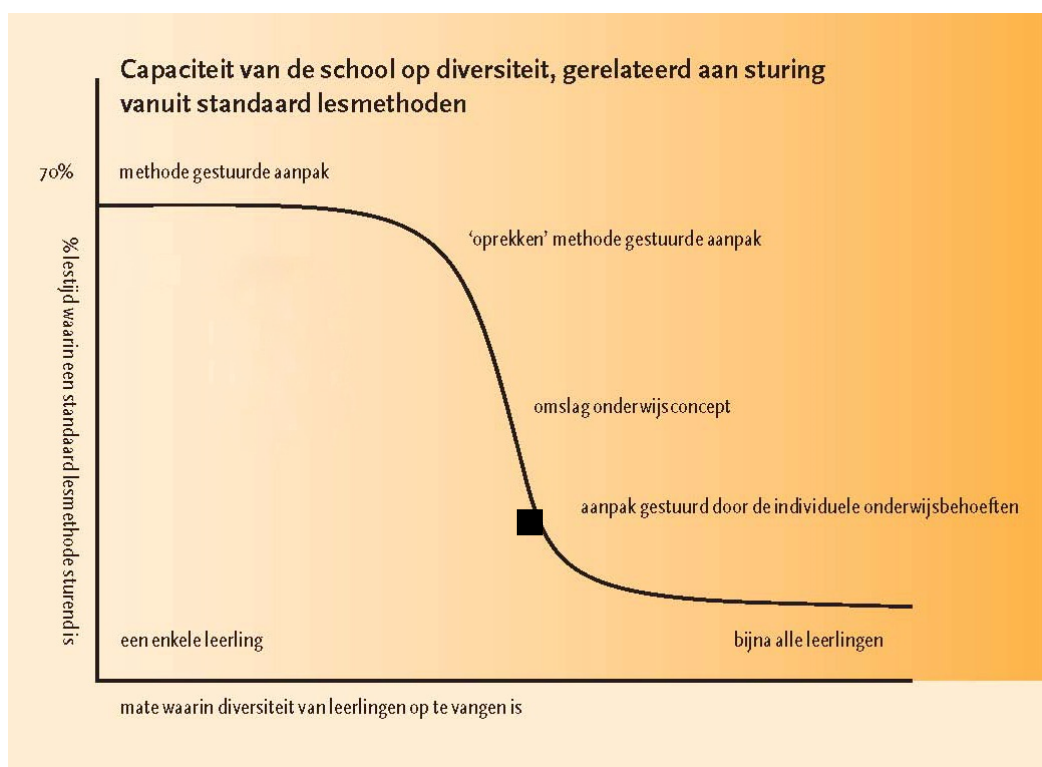 Capaciteit van de school op diversiteit, gerelateerd aan sturing
vanuit standaard lesmethoden
70%
methode gestuurde aanpak
'oprekken' methode gestuurde aanpak
% lestijd waarin een standaard lesmethode sturend is
omslag onderwijsconcept
aanpak gestuurd door de individuele onderwijsbehoeften
een enkele leerling
bijna alle leerlingen
mate waarin diversiteit van leerlingen op te vangen is